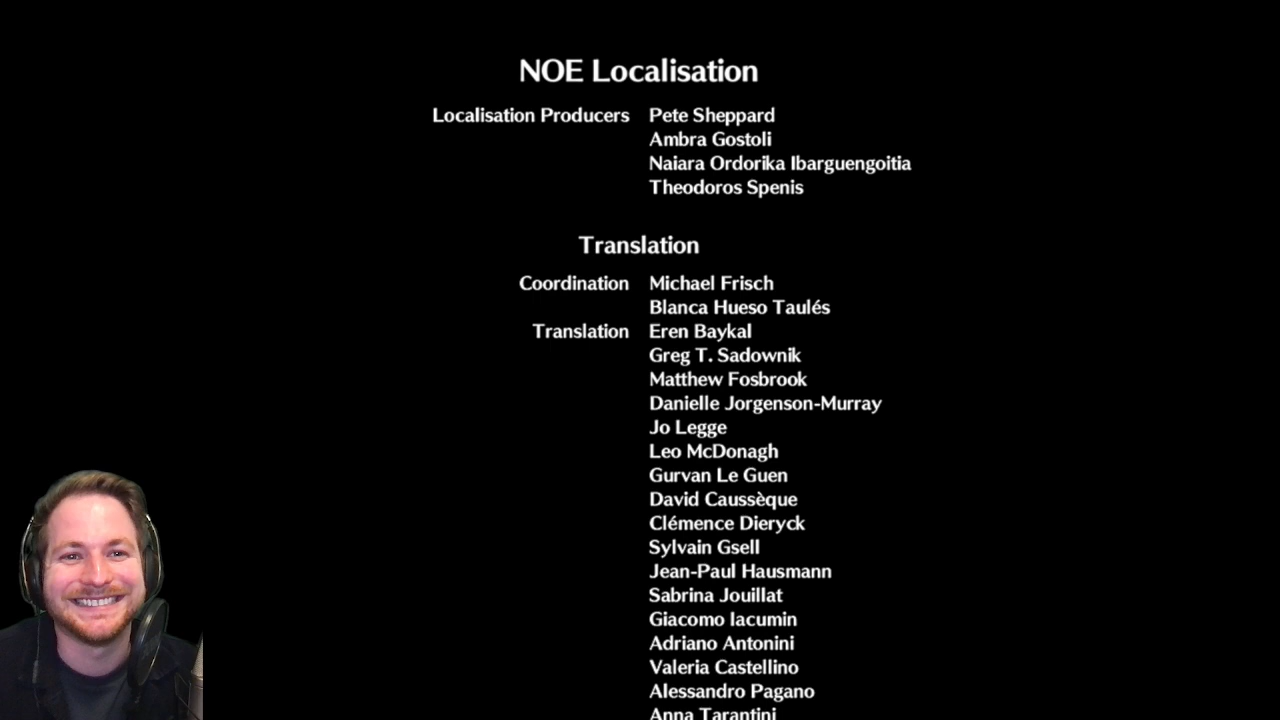 NOE Localisation
Localisation Producers Pete Sheppard
Ambra Gostoli
Naiara Ordorika Ibarguengoitia
Theodoros Spenis
Translation
Coordination Michael Frisch
Blanca Hueso Taulés
Translation Eren Baykal
Greg T. Sadownik
Matthew Fosbrook
Danielle Jorgenson-Murray
Jo Legge
Leo McDonagh
Gurvan Le Guen
David Caussèque
Clémence Dieryck
Sylvain Gsell
Jean-Paul Hausmann
Sabrina Jouillat
Giacomo Iacumin
Adriano Antonini
Valeria Castellino
Alessandro Pagano
Anna Tarantini